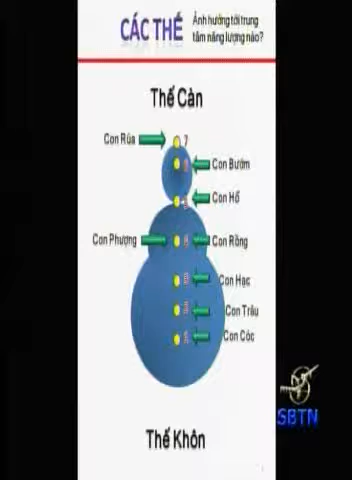 CÁC THẾ
Ảnh hưởng tới trung
tâm năng lượng nào?
Thế Càn
Con Rùa
7
Con Bướm
Con Hổ
Con Phượng
Con Rồng
Con Hạc
Con Trâu
Con Cóc
Thế Khôn
SBTN